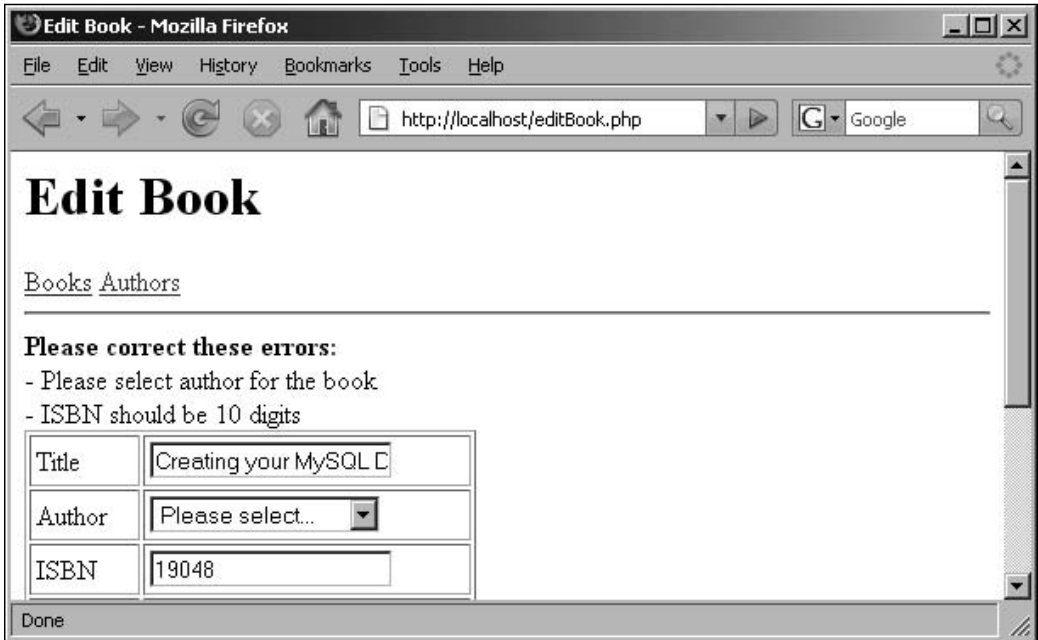 Edit Book - Mozilla Firefox
File Edit View History Bookmarks Tools Help
http://localhost/editBook.php G Google
Edit Book
Books Authors
Please correct these errors:
- Please select author for the book
- ISBN should be 10 digits
Title Creating your MySQL D
Author Please select...
ISBN 19048
Done